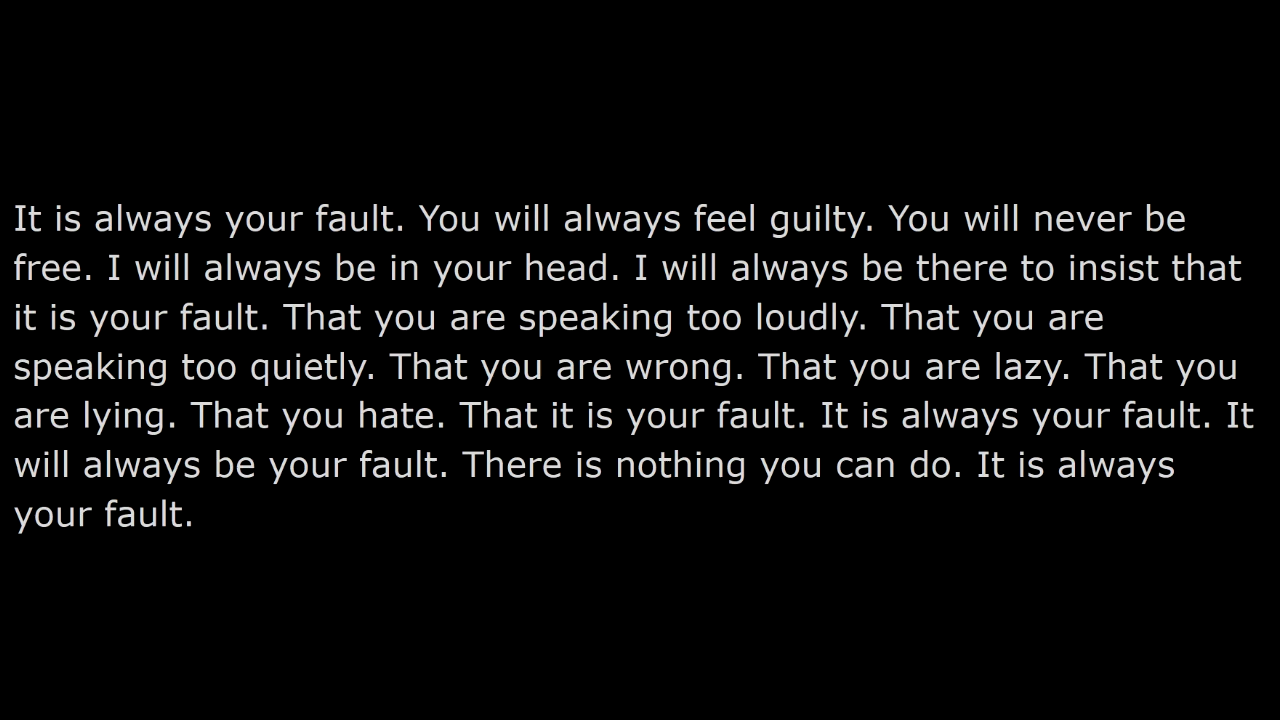 It is always your fault. You will always feel guilty. You will never be
free. I will always be in your head. I will always be there to insist that
it is your fault. That you are speaking too loudly. That you are
speaking too quietly. That you are wrong. That you are lazy. That you
are lying. That you hate. That it is your fault. It is always your fault. It
will always be your fault. There is nothing you can do. It is always
your fault.